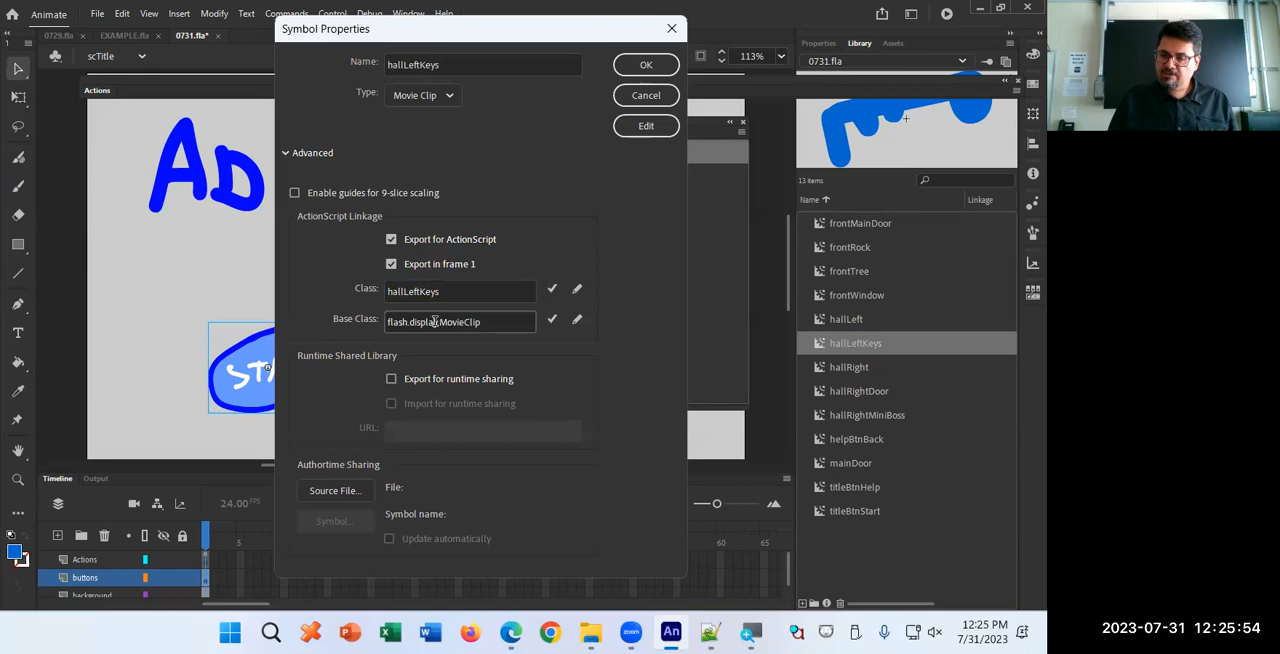 Animate
File
Edit
View
Insert
Modify
Text
Commands
Control
Debug
Window
Help
0729.fla ×
EXAMPLE.fla ×
0731.fla* ×
scTitle
113%
Properties
Library
Assets
0731.fla
Actions
AD
STA
Symbol Properties
Name: hallLeftKeys
OK
Type: Movie Clip
Cancel
Edit
Advanced
Enable guides for 9-slice scaling
ActionScript Linkage
Export for ActionScript
Export in frame 1
Class: hallLeftKeys
Base Class: flash.display.MovieClip
Runtime Shared Library
Export for runtime sharing
Import for runtime sharing
URL:
Authortime Sharing
Source File...
File:
Symbol...
Symbol name:
Update automatically
13 items
Name
Linkage
frontMainDoor
frontRock
frontTree
frontWindow
hallLeft
hallLeftKeys
hallRight
hallRightDoor
hallRightMiniBoss
helpBtnBack
mainDoor
titleBtnHelp
titleBtnStart
Timeline
Output
24.00 FPS
5
60
65
Actions
buttons
background
12:25 PM
7/31/2023
2023-07-31 12:25:54